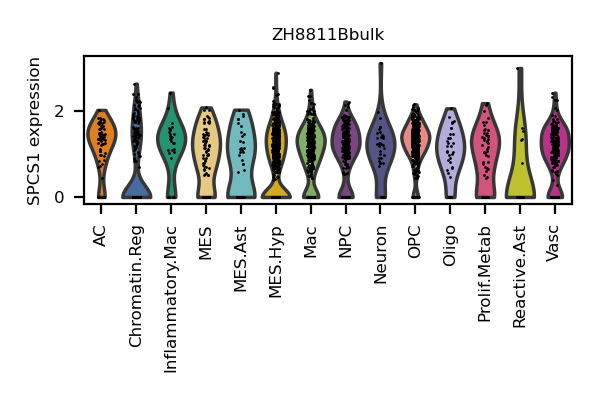 ZH8811Bbulk
SPCS1 expression
2
0
AC
Chromatin.Reg
Inflammatory.Mac
MES
MES.Ast
MES.Hyp
Mac
NPC
Neuron
OPC
Oligo
Prolif.Metab
Reactive.Ast
Vasc